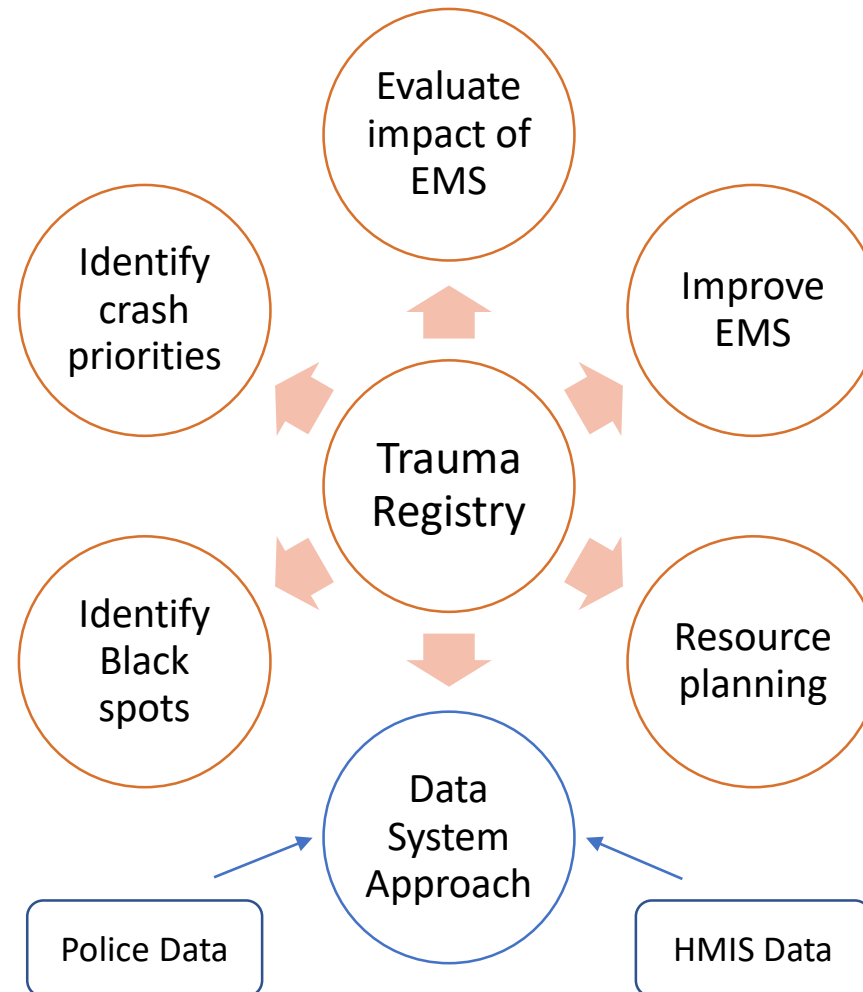 Evaluate
impact of
EMS
Identify
crash
priorities
Improve
EMS
Trauma
Registry
Identify
Black
spots
Resource
planning
Data
System
Approach
Police Data
HMIS Data